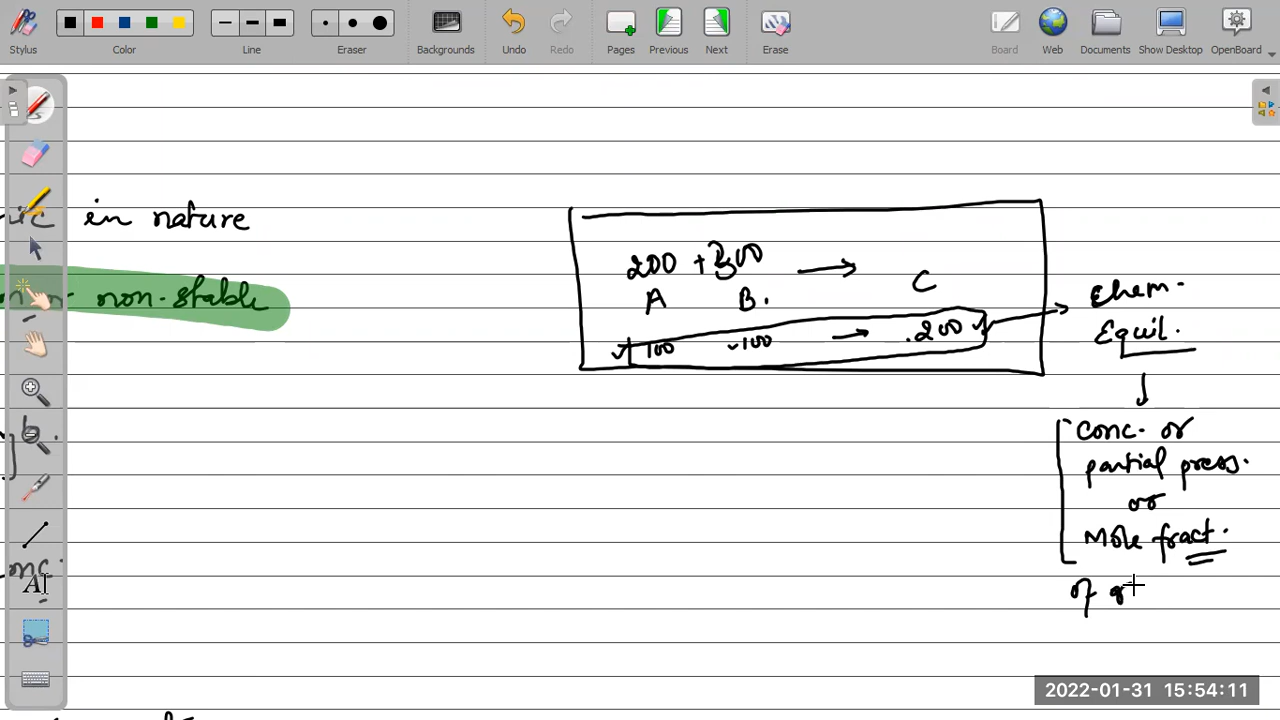 Stylus Color Line Eraser Backgrounds Undo Redo Pages Previous Next Erase Board Web Documents Show Desktop OpenBoard
in nature
non-stable
200 + 300 →
A B. C
100 100 → .200
Chem.
Equil.
↓
Conc. or
partial press.
or
Mole fract.
of
2022-01-31 15:54:11